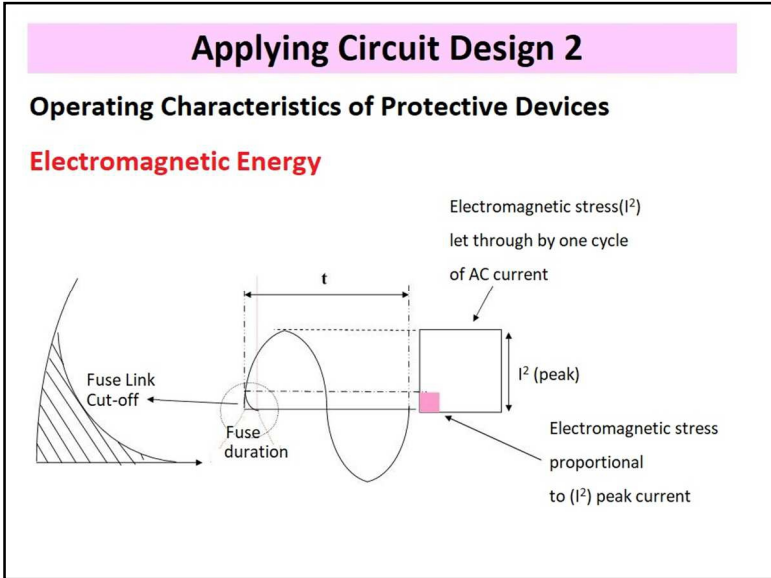 Applying Circuit Design 2
Operating Characteristics of Protective Devices
Electromagnetic Energy
Electromagnetic stress(I²)
let through by one cycle
of AC current
t
I² (peak)
Fuse Link
Cut-off
Fuse
duration
Electromagnetic stress
proportional
to (I²) peak current